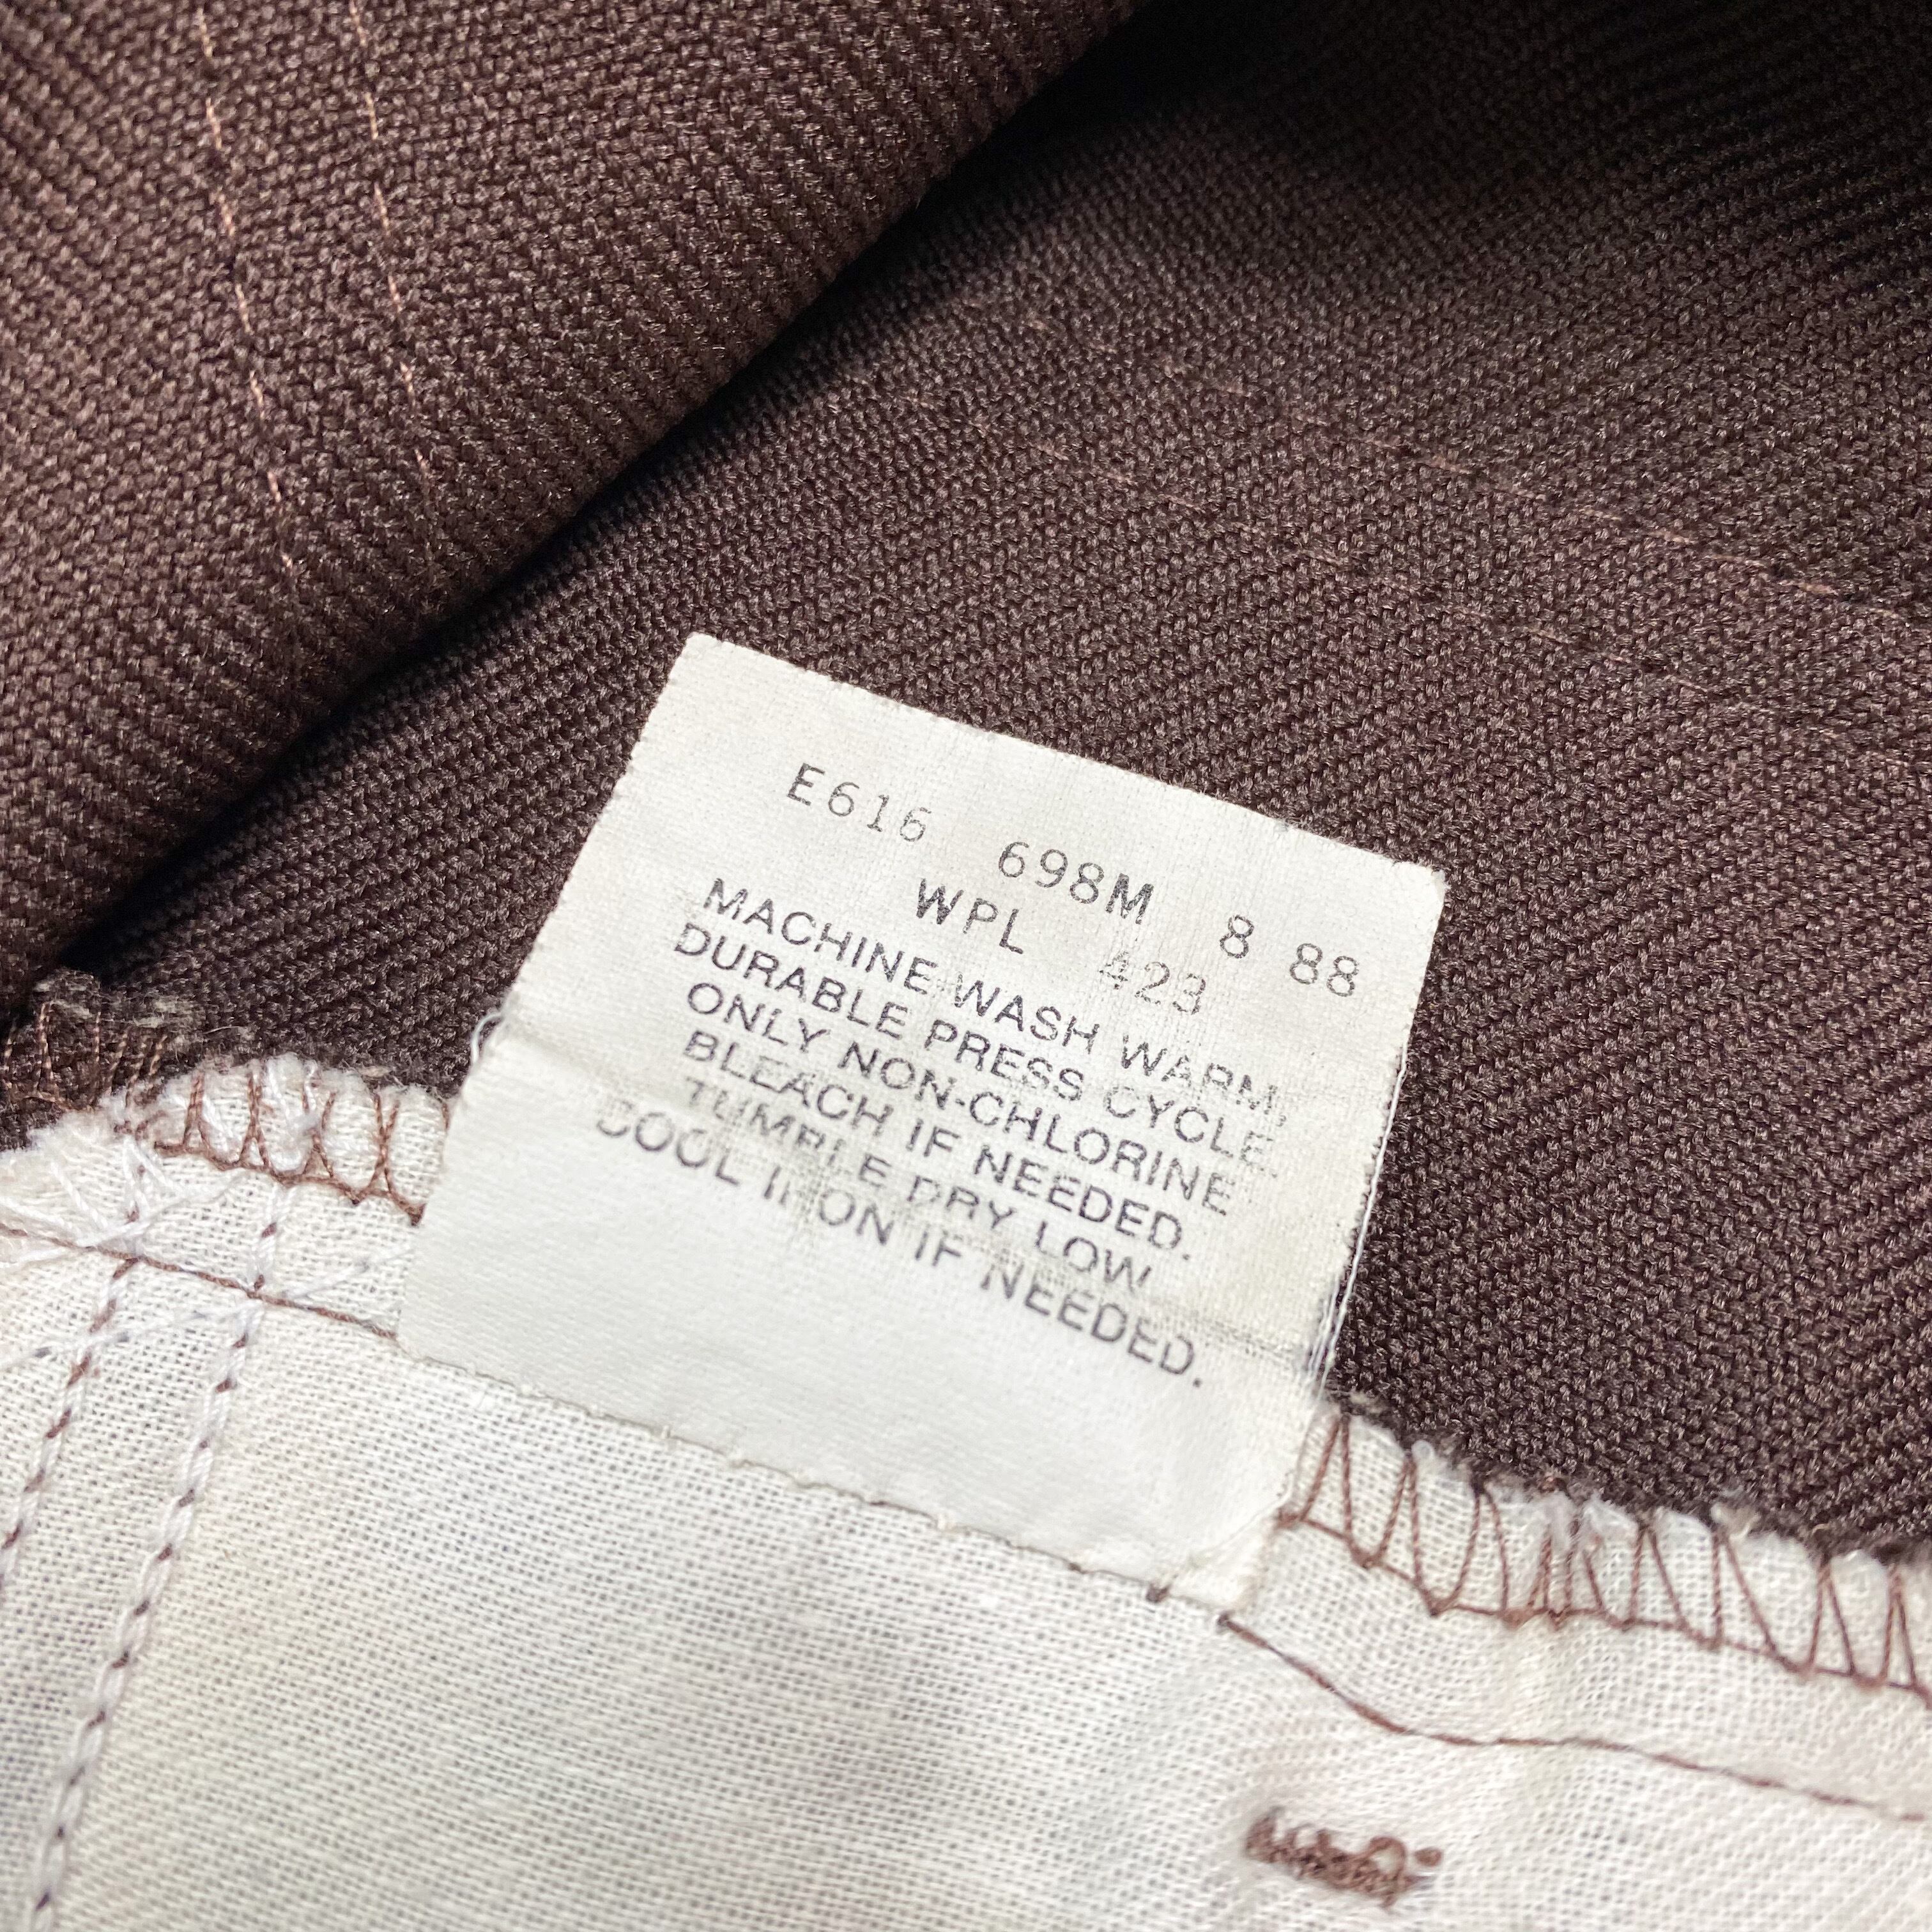 E616 698M 8 88
WPL 423
MACHINE WASH WARM,
DURABLE PRESS CYCLE.
ONLY NON-CHLORINE
BLEACH IF NEEDED.
TUMBLE DRY LOW
COOL IRON IF NEEDED.